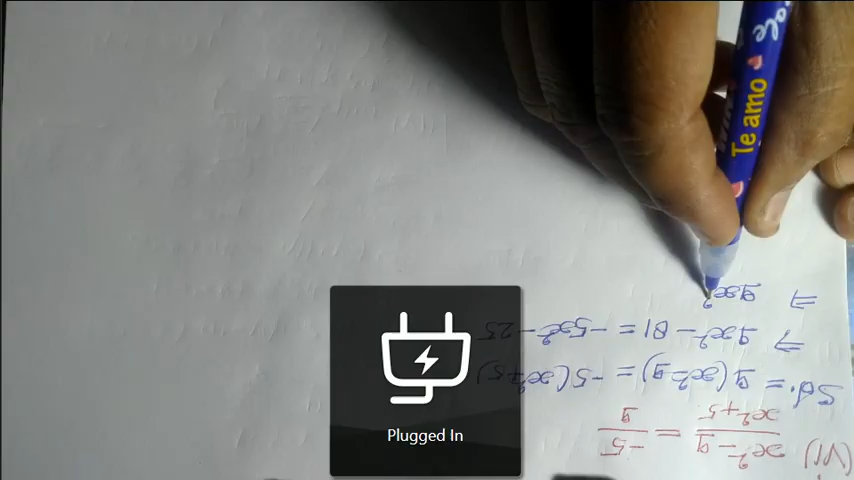 (VI) x²-9/x²+5 = -5/9
Sol. = 9(x²-9) = -5(x²+5)
⇒ 9x² - 81 = -5x² - 25
⇒ 9x²
Te amo
Plugged In